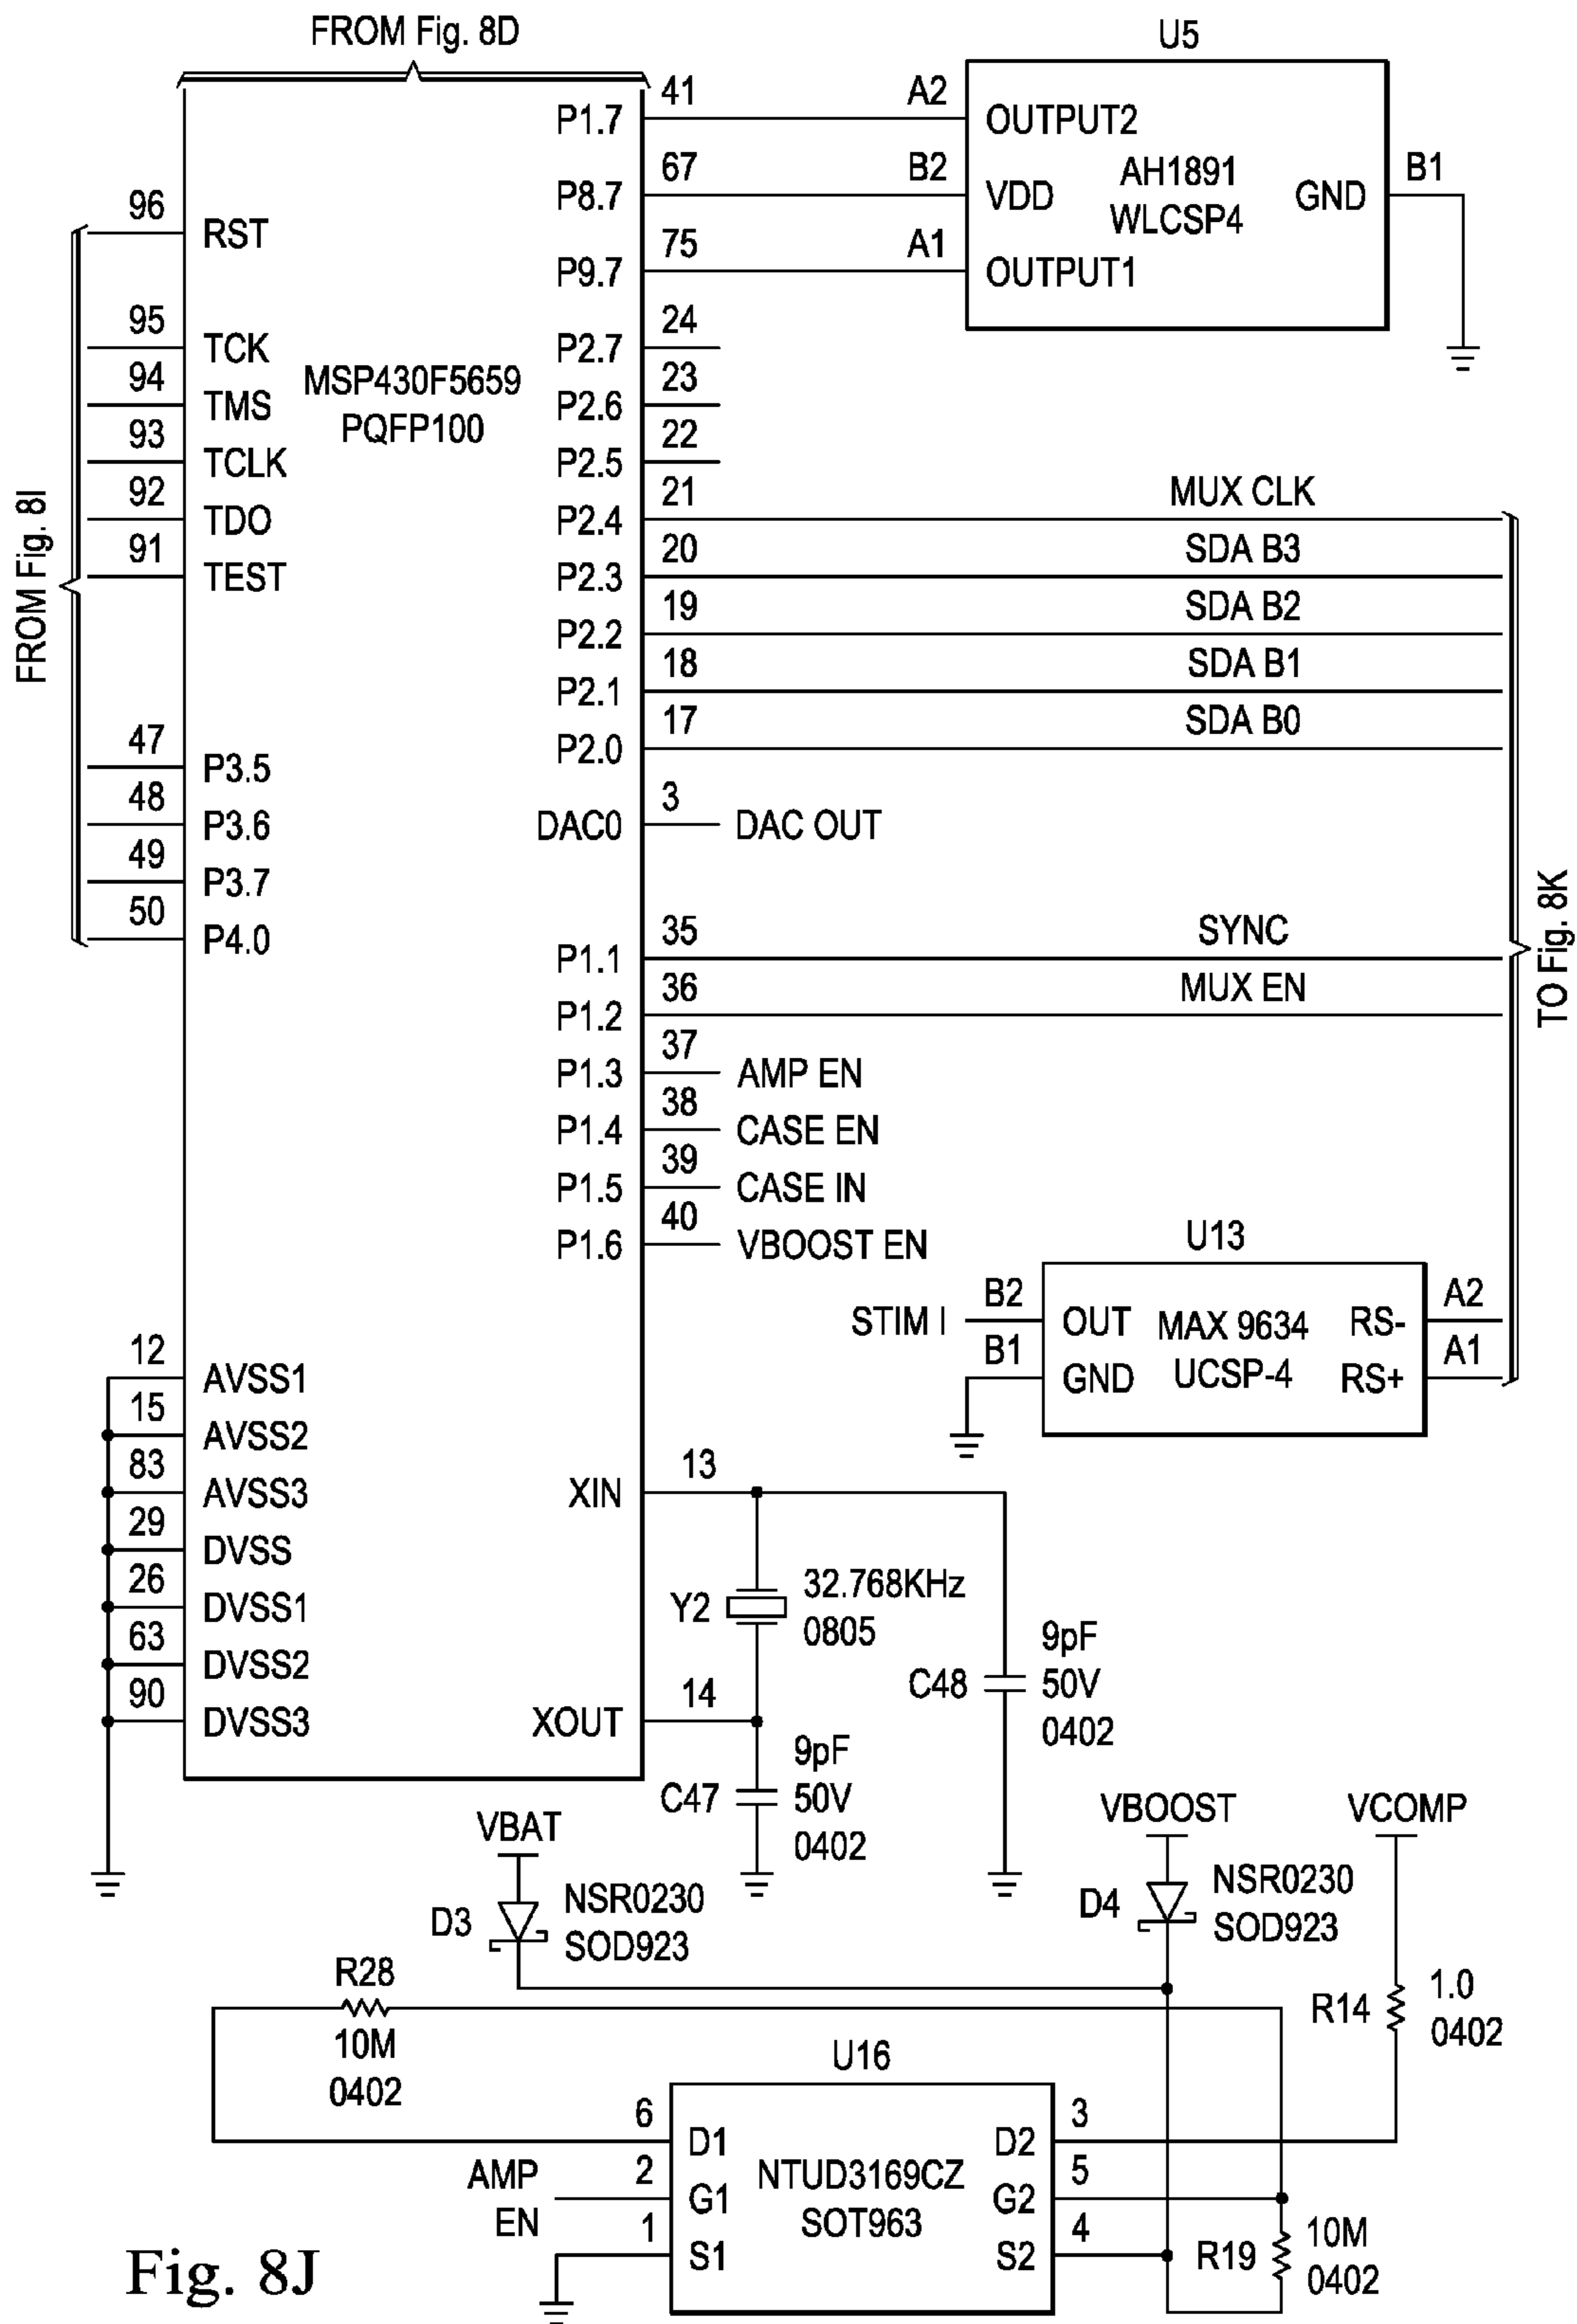 FROM Fig. 8D
U5
41
A2
P1.7
OUTPUT2
67
B2
AH1891
B1
P8.7
VDD
WLCSP4
GND
96
RST
75
A1
P9.7
OUTPUT1
95
24
TCK
P2.7
94
MSP430F5659
23
TMS
PQFP100
P2.6
93
22
TCLK
P2.5
92
21
MUX CLK
TDO
P2.4
91
20
SDA B3
TEST
P2.3
19
SDA B2
P2.2
18
SDA B1
P2.1
17
SDA B0
P2.0
FROM Fig. 8I
47
P3.5
48
P3.6
49
P3.7
50
P4.0
3
DAC0
DAC OUT
35
SYNC
P1.1
36
MUX EN
P1.2
37
P1.3
AMP EN
38
P1.4
CASE EN
39
P1.5
CASE IN
40
P1.6
VBOOST EN
TO Fig. 8K
U13
STIM I
B2
OUT
MAX 9634
RS-
A2
B1
GND
UCSP-4
RS+
A1
12
AVSS1
15
AVSS2
83
AVSS3
29
DVSS
26
DVSS1
63
DVSS2
90
DVSS3
13
XIN
Y2
32.768KHz
0805
14
XOUT
C48
9pF
50V
0402
C47
9pF
50V
0402
VBAT
D3
NSR0230
SOD923
VBOOST
D4
NSR0230
SOD923
VCOMP
R14
1.0
0402
R28
10M
0402
U16
6
D1
NTUD3169CZ
D2
3
AMP
EN
2
G1
SOT963
G2
5
1
S1
S2
4
R19
10M
0402
Fig. 8J